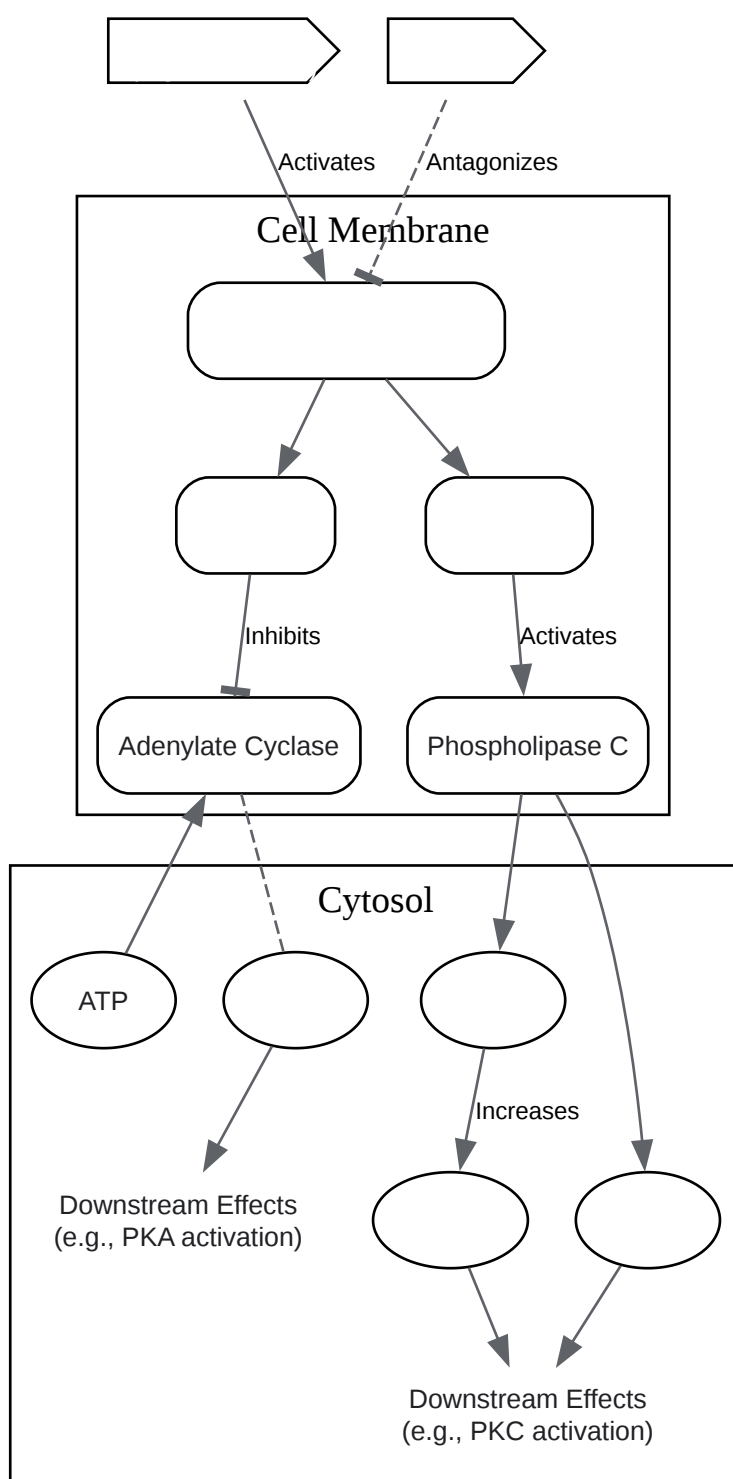 Activates
Antagonizes
Cell Membrane
Inhibits
Activates
Adenylate Cyclase
Phospholipase C
Cytosol
ATP
Increases
Downstream Effects
(e.g., PKA activation)
Downstream Effects
(e.g., PKC activation)